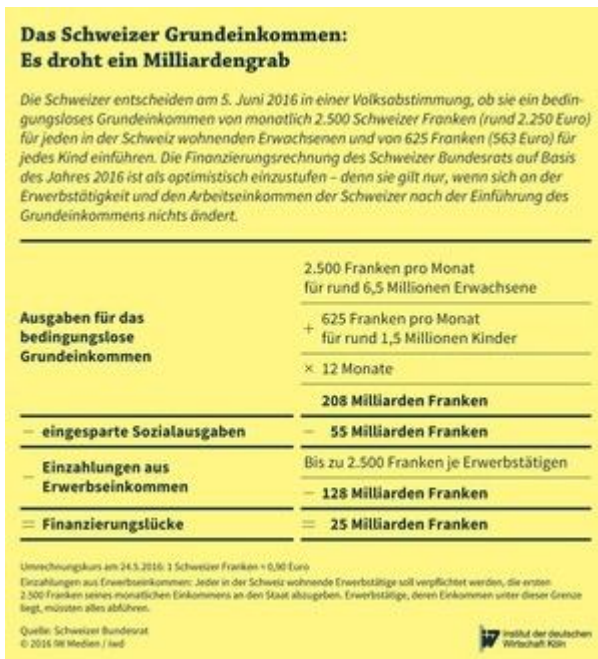 Das Schweizer Grundeinkommen:
Es droht ein Milliardengrab
Die Schweizer entscheiden am 5. Juni 2016 in einer Volksabstimmung, ob sie ein bedin-
gungsloses Grundeinkommen von monatlich 2.500 Schweizer Franken (rund 2.250 Euro)
für jeden in der Schweiz wohnenden Erwachsenen und von 625 Franken (563 Euro) für
jedes Kind einführen. Die Finanzierungsrechnung des Schweizer Bundesrats auf Basis
des Jahres 2016 ist als optimistisch einzustufen – denn sie gilt nur, wenn sich an der
Erwerbstätigkeit und den Arbeitseinkommen der Schweizer nach der Einführung des
Grundeinkommens nichts ändert.
Ausgaben für das
bedingungslose
Grundeinkommen
2.500 Franken pro Monat
für rund 6,5 Millionen Erwachsene
+ 625 Franken pro Monat
für rund 1,5 Millionen Kinder
× 12 Monate
208 Milliarden Franken
– eingesparte Sozialausgaben
– 55 Milliarden Franken
– Einzahlungen aus
Erwerbseinkommen
Bis zu 2.500 Franken je Erwerbstätigen
– 128 Milliarden Franken
= Finanzierungslücke
= 25 Milliarden Franken
Umrechnungskurs am 24.5.2016: 1 Schweizer Franken = 0,90 Euro
Einzahlungen aus Erwerbseinkommen: Jeder in der Schweiz wohnende Erwerbstätige soll verpflichtet werden, die ersten
2.500 Franken seines monatlichen Einkommens an den Staat abzugeben. Erwerbstätige, deren Einkommen unter dieser Grenze
liegt, müssten alles abführen.
Quelle: Schweizer Bundesrat
© 2016 IW Medien / iwd
iw
Institut der deutschen
Wirtschaft Köln